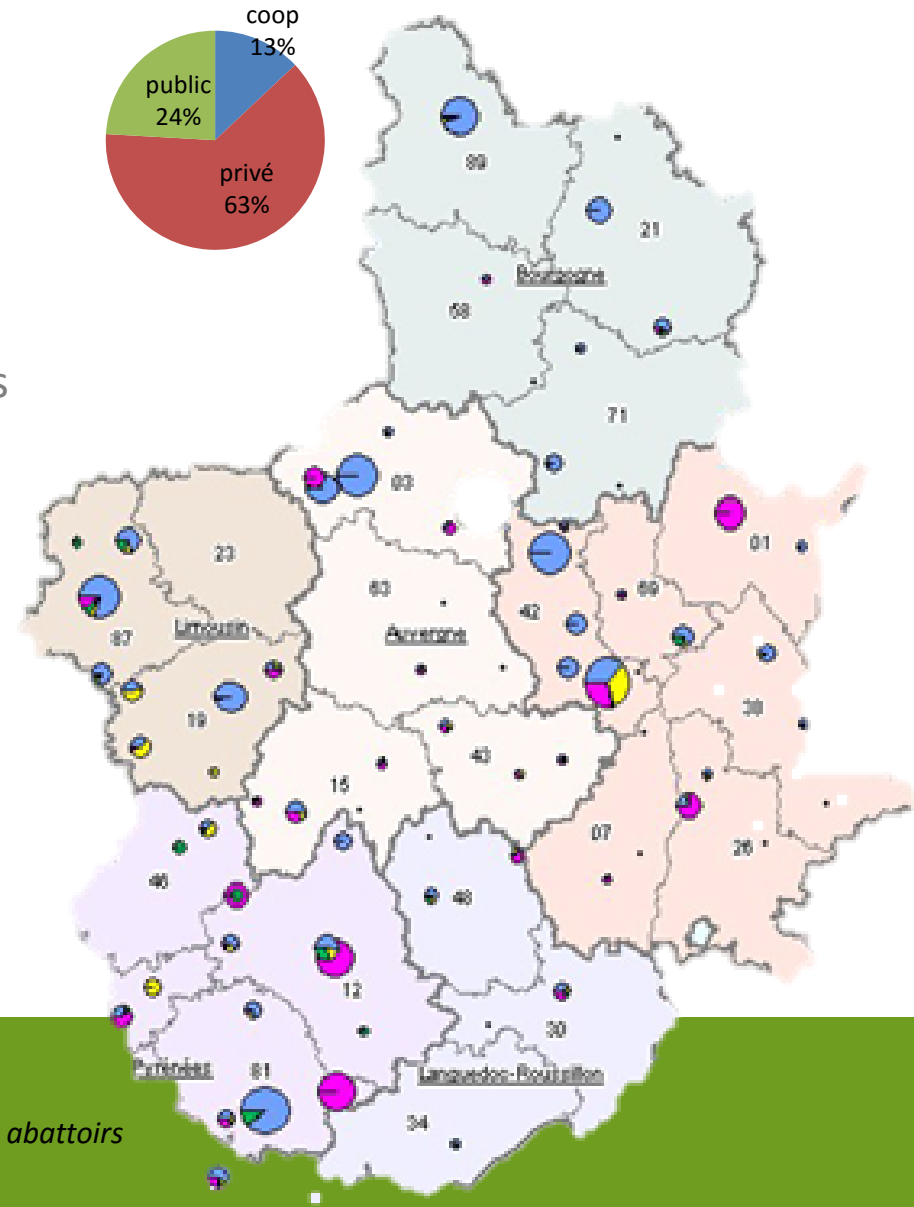 coop
13%
public
24%
privé
63%
89
21
Bourgogne
58
S
71
03
01
23
63
42
69
87
Limousin
Auvergne
19
38
15
43
07
26
46
48
12
30
Pyrénées
81
Languedoc-Roussillon
34
abattoirs